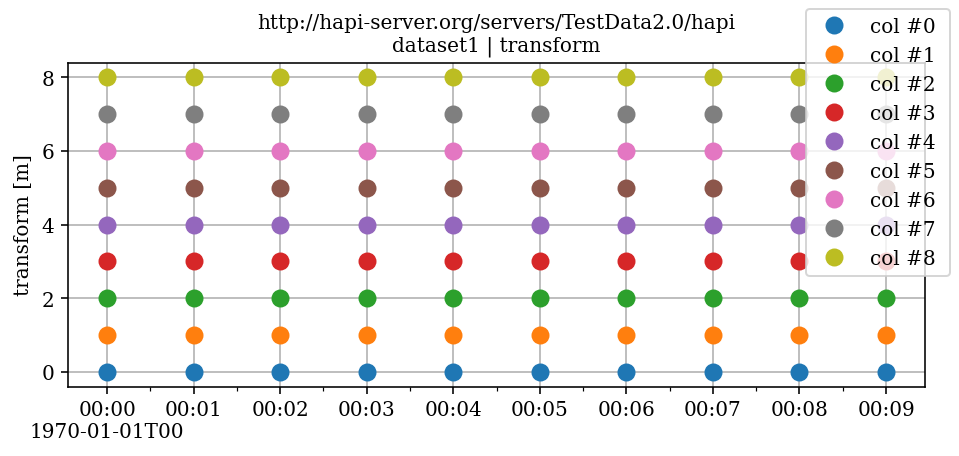 http://hapi-server.org/servers/TestData2.0/hapi
dataset1 | transform
col #0
col #1
col #2
col #3
col #4
col #5
col #6
col #7
col #8
transform [m]
8
6
4
2
0
00:00 00:01 00:02 00:03 00:04 00:05 00:06 00:07 00:08 00:09
1970-01-01T00